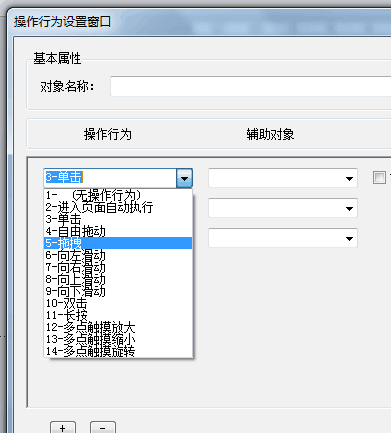 操作行为设置窗口
基本属性
对象名称：
操作行为 辅助对象
3-单击
1- （无操作行为）
2-进入页面自动执行
3-单击
4-自由拖动
5-拖拽
6-向左滑动
7-向右滑动
8-向上滑动
9-向下滑动
10-双击
11-长按
12-多点触摸放大
13-多点触摸缩小
14-多点触摸旋转
+ -